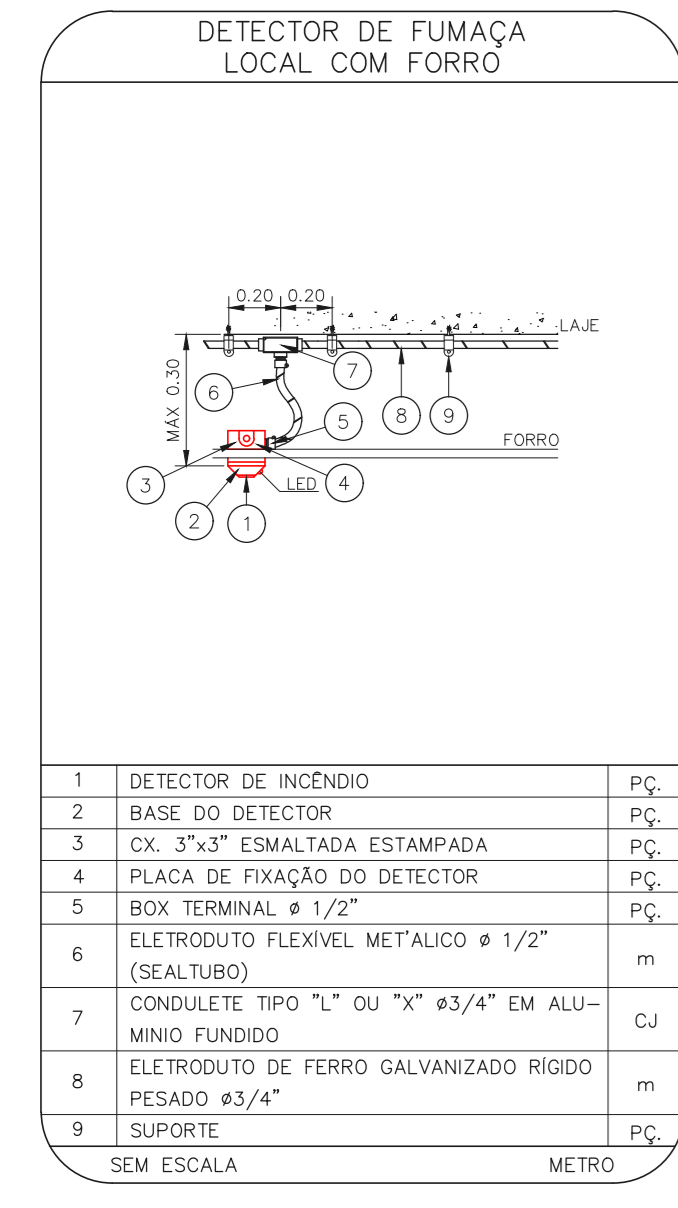 DETECTOR DE FUMAÇA
LOCAL COM FORRO
0.20 0.20
LAJE
MÁX 0.30
7
6
8
9
5
FORRO
3
LED
4
2
1
1 DETECTOR DE INCÊNDIO PÇ.
2 BASE DO DETECTOR PÇ.
3 CX. 3”x3” ESMALTADA ESTAMPADA PÇ.
4 PLACA DE FIXAÇÃO DO DETECTOR PÇ.
5 BOX TERMINAL ø 1/2” PÇ.
6 ELETRODUTO FLEXÍVEL MET’ALICO ø 1/2”
(SEALTUBO) m
7 CONDULETE TIPO ”L” OU ”X” ø3/4” EM ALU-
MINIO FUNDIDO CJ
8 ELETRODUTO DE FERRO GALVANIZADO RÍGIDO
PESADO ø3/4” m
9 SUPORTE PÇ.
SEM ESCALA METRO